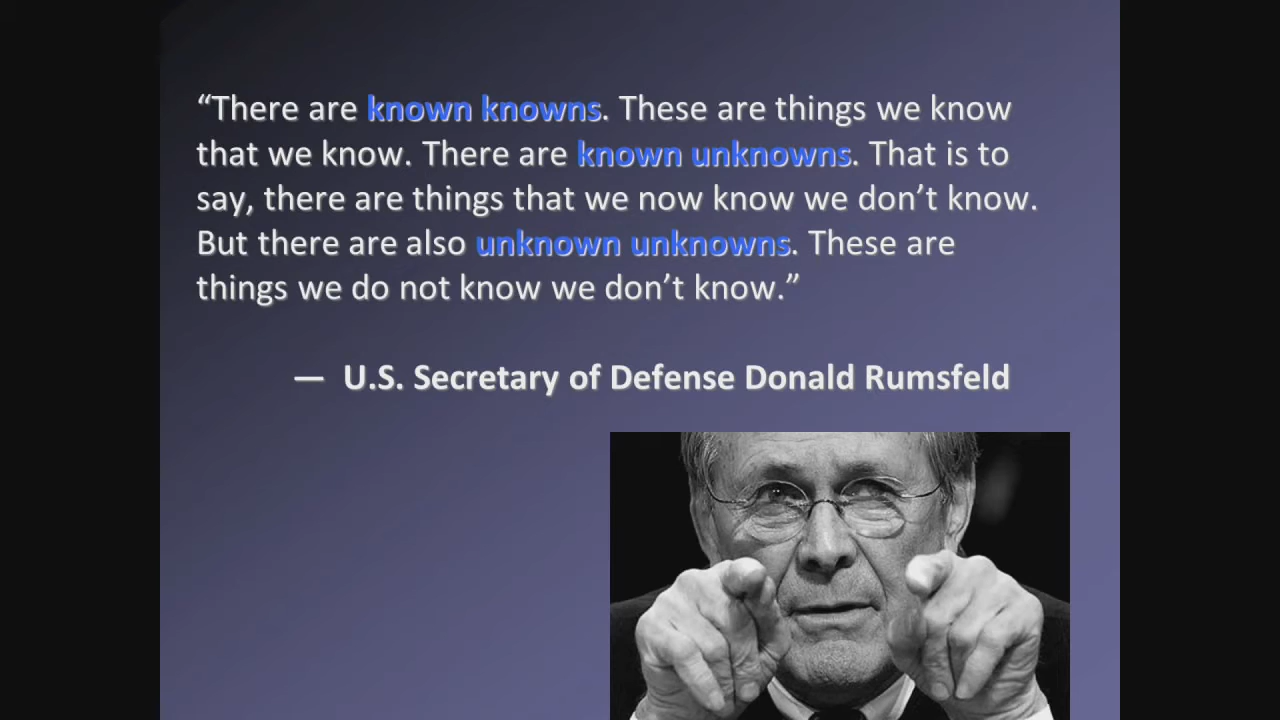 “There are known knowns. These are things we know
that we know. There are known unknowns. That is to
say, there are things that we now know we don’t know.
But there are also unknown unknowns. These are
things we do not know we don’t know.”
— U.S. Secretary of Defense Donald Rumsfeld